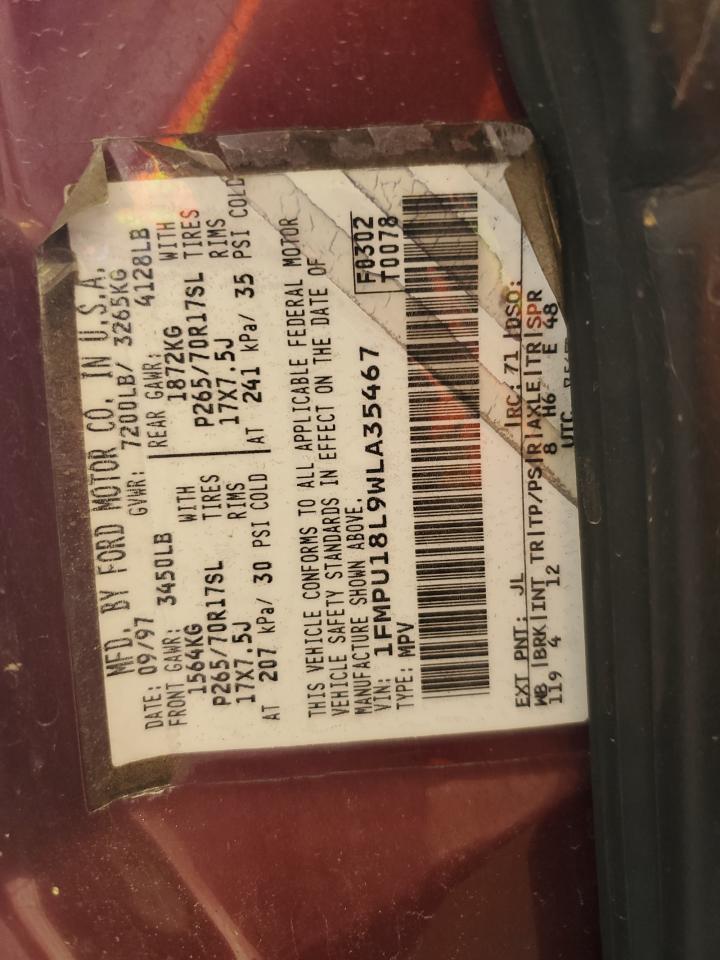 MFD. BY FORD MOTOR CO. IN U.S.A.
DATE: 09/97 GVWR: 7200LB/ 3265KG
FRONT GAWR: 3450LB REAR GAWR: 4128LB
1564KG WITH 1872KG WITH
P265/70R17SL TIRES P265/70R17SL TIRES
17X7.5J RIMS 17X7.5J RIMS
AT 207 kPa/ 30 PSI COLD AT 241 kPa/ 35 PSI COLD
THIS VEHICLE CONFORMS TO ALL APPLICABLE FEDERAL MOTOR
VEHICLE SAFETY STANDARDS IN EFFECT ON THE DATE OF
MANUFACTURE SHOWN ABOVE.
VIN: 1FMPU18L9WLA35467 F0302
TYPE: MPV T0078
EXT PNT: JL RC: 71 DSO:
WB BRK INT TR TP/PS R AXLE TR SPR
119 4 12 8 H6 E 48
UTC